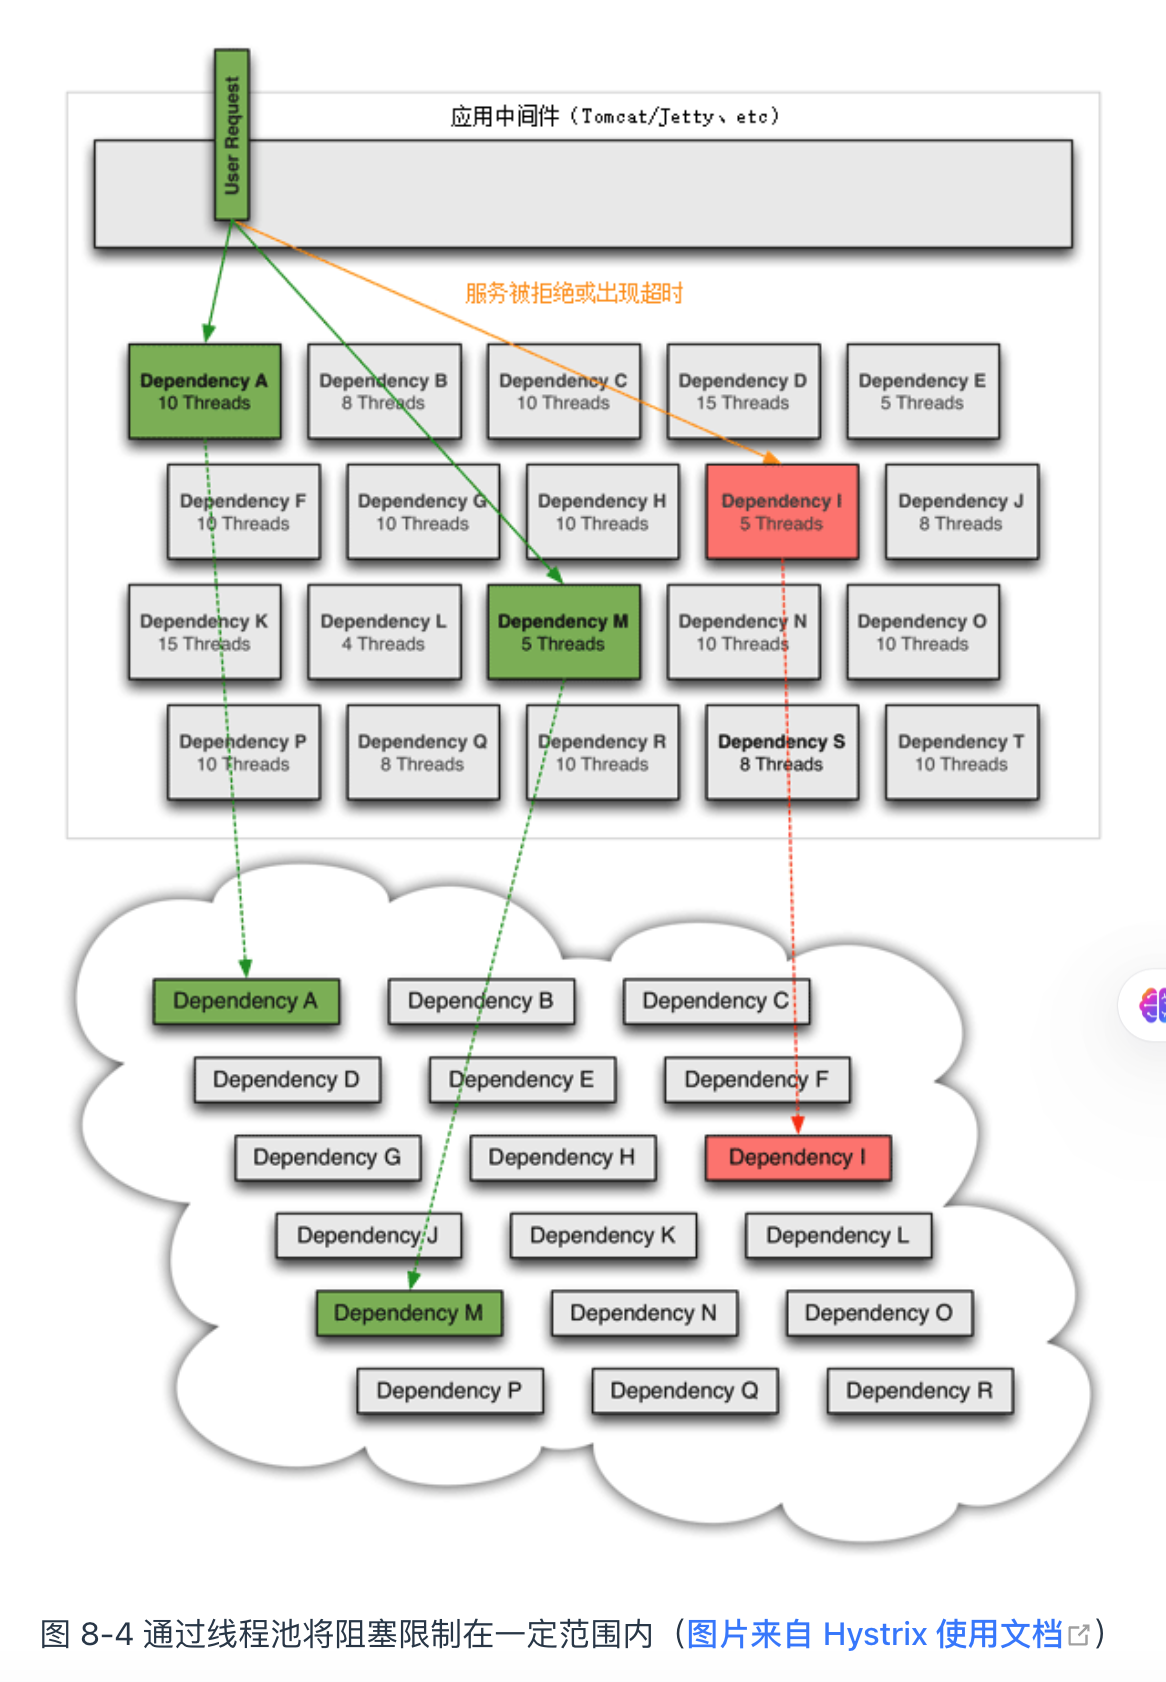 User Request
应用中间件（Tomcat/Jetty、etc）
服务被拒绝或出现超时
Dependency A
10 Threads
Dependency B
8 Threads
Dependency C
10 Threads
Dependency D
15 Threads
Dependency E
5 Threads
Dependency F
10 Threads
Dependency G
10 Threads
Dependency H
10 Threads
Dependency I
5 Threads
Dependency J
8 Threads
Dependency K
15 Threads
Dependency L
4 Threads
Dependency M
5 Threads
Dependency N
10 Threads
Dependency O
10 Threads
Dependency P
10 Threads
Dependency Q
8 Threads
Dependency R
10 Threads
Dependency S
8 Threads
Dependency T
10 Threads
Dependency A
Dependency B
Dependency C
Dependency D
Dependency E
Dependency F
Dependency G
Dependency H
Dependency I
Dependency J
Dependency K
Dependency L
Dependency M
Dependency N
Dependency O
Dependency P
Dependency Q
Dependency R
图 8-4 通过线程池将阻塞限制在一定范围内（图片来自 Hystrix 使用文档）